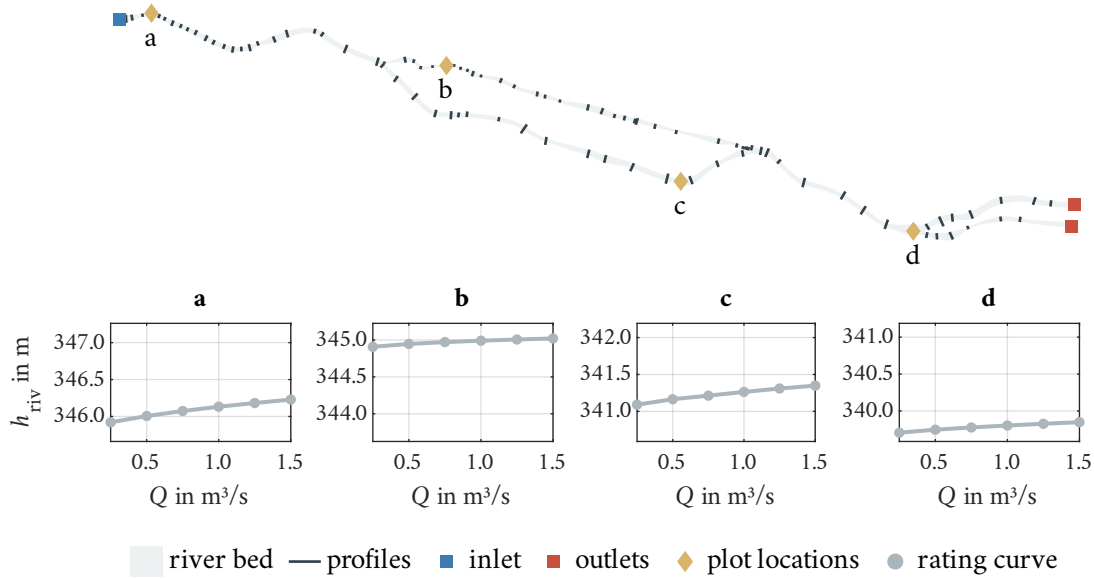 a
b
c
d
a b c d
h_riv in m
347.0
346.5
346.0
345.0
344.5
344.0
342.0
341.5
341.0
341.0
340.5
340.0
0.5 1.0 1.5
0.5 1.0 1.5
0.5 1.0 1.5
0.5 1.0 1.5
Q in m³/s
Q in m³/s
Q in m³/s
Q in m³/s
river bed profiles inlet outlets plot locations rating curve